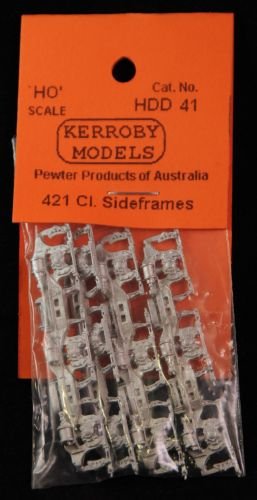 'HO' Cat. No.
SCALE HDD 41
KERROBY
MODELS
Pewter Products of Australia
421 Cl. Sideframes